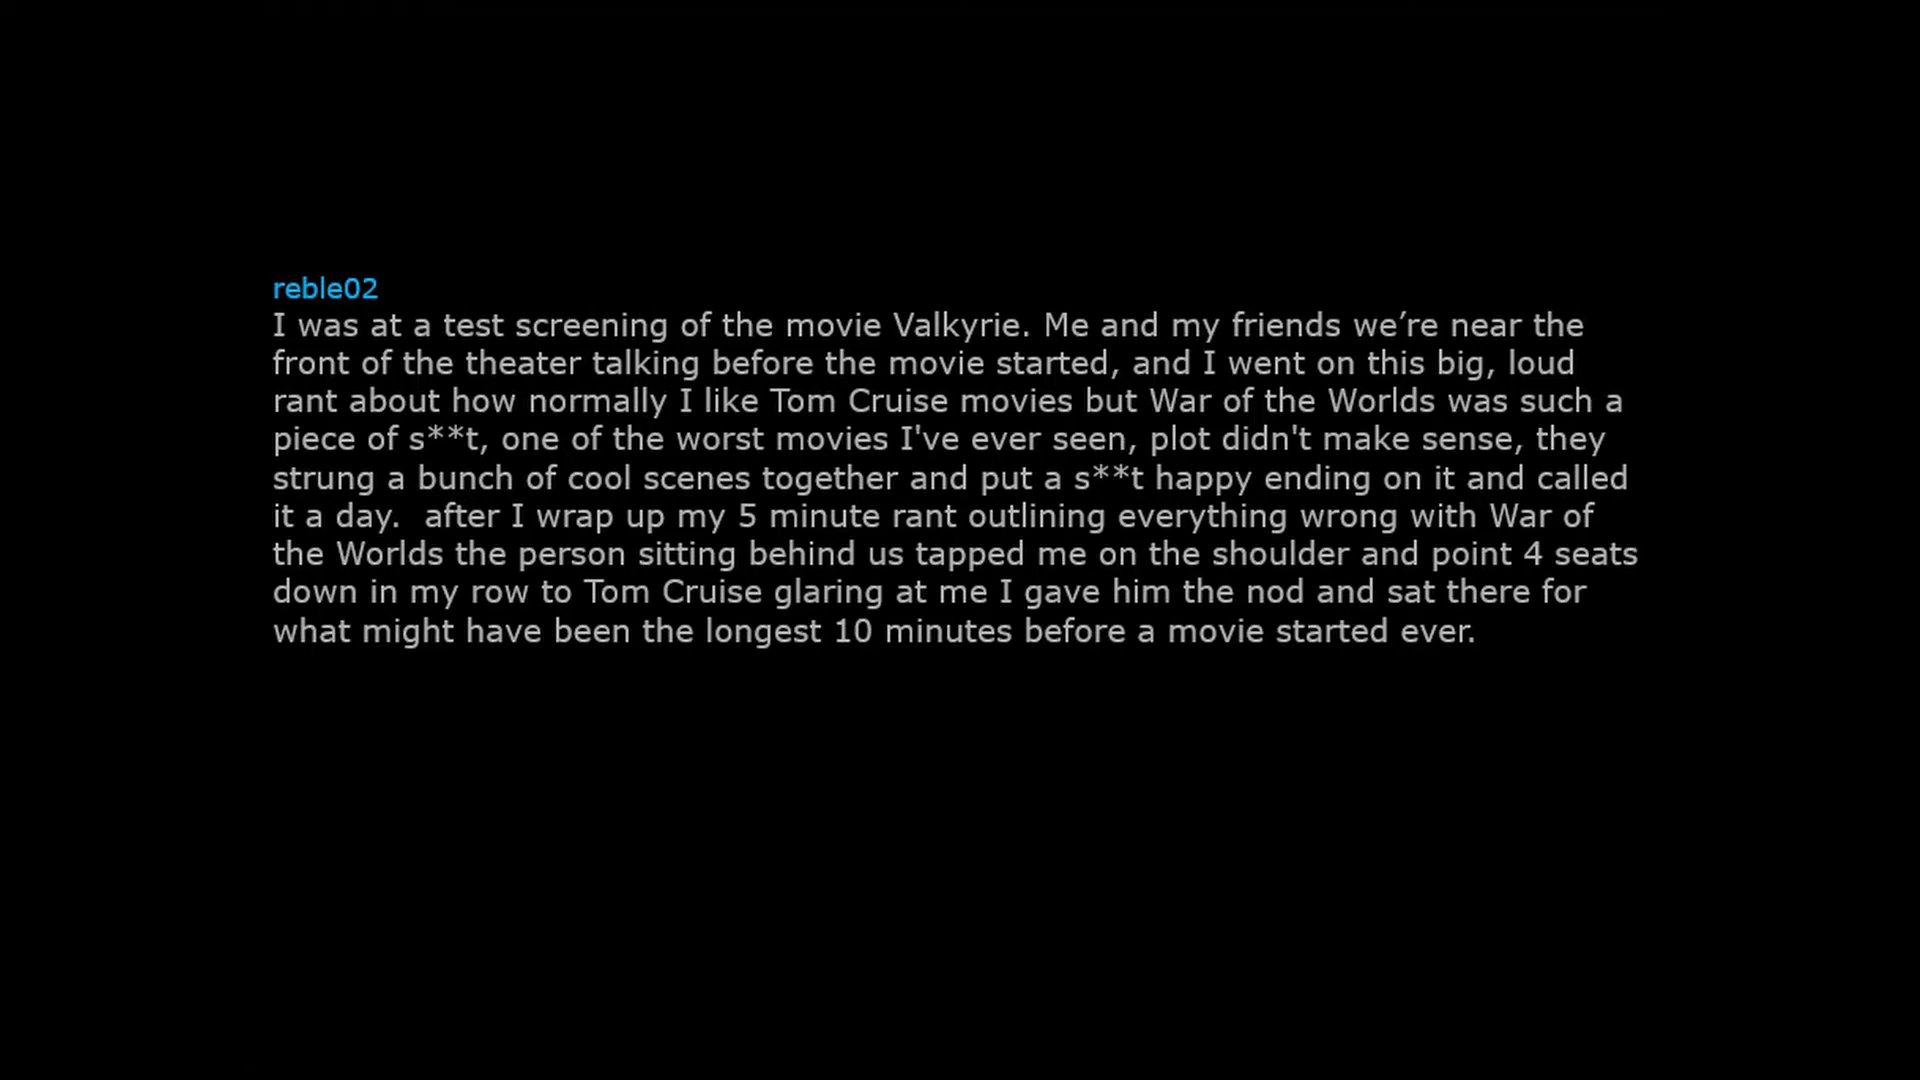 reble02
I was at a test screening of the movie Valkyrie. Me and my friends we’re near the
front of the theater talking before the movie started, and I went on this big, loud
rant about how normally I like Tom Cruise movies but War of the Worlds was such a
piece of s**t, one of the worst movies I've ever seen, plot didn't make sense, they
strung a bunch of cool scenes together and put a s**t happy ending on it and called
it a day.  after I wrap up my 5 minute rant outlining everything wrong with War of
the Worlds the person sitting behind us tapped me on the shoulder and point 4 seats
down in my row to Tom Cruise glaring at me I gave him the nod and sat there for
what might have been the longest 10 minutes before a movie started ever.